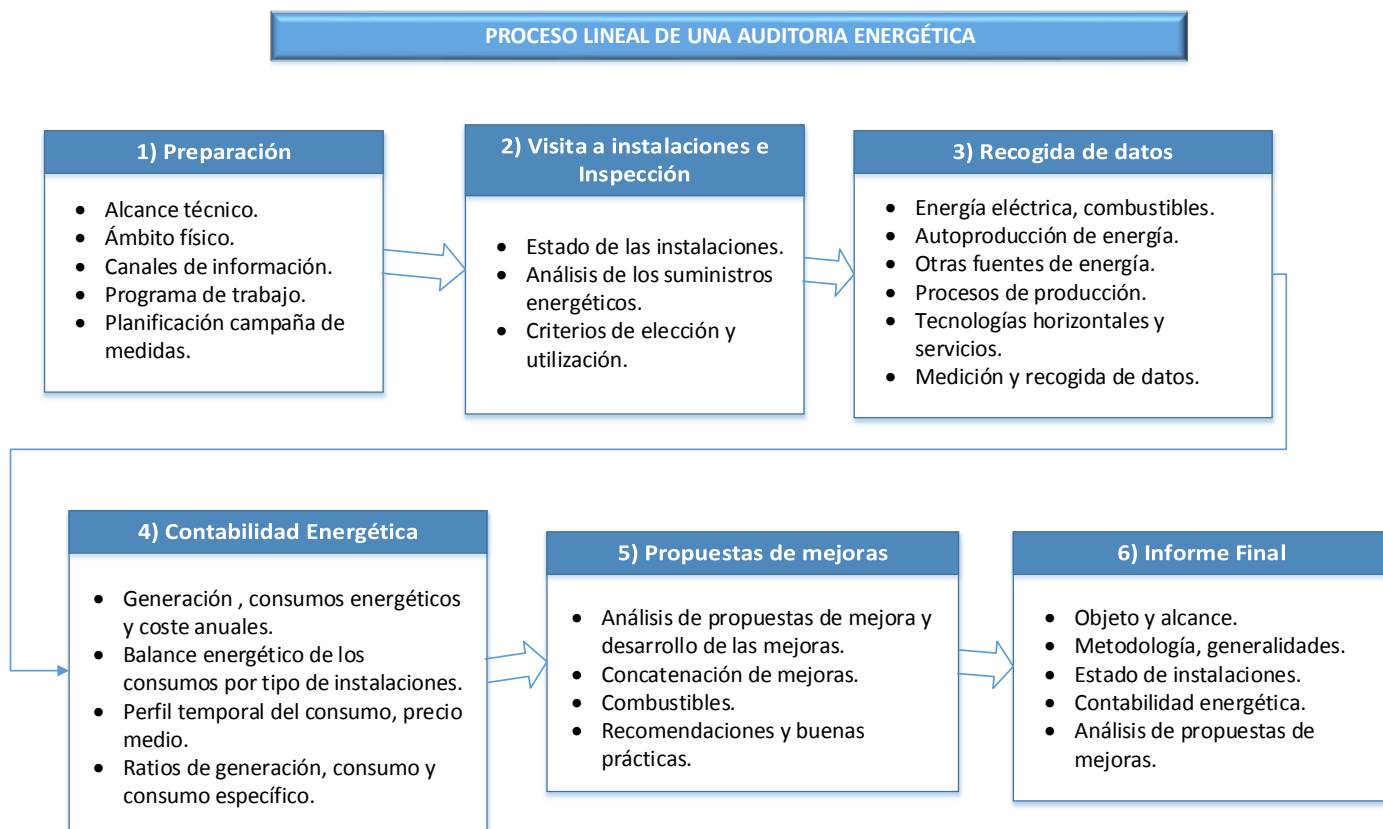 PROCESO LINEAL DE UNA AUDITORIA ENERGÉTICA
1) Preparación
• Alcance técnico.
• Ámbito físico.
• Canales de información.
• Programa de trabajo.
• Planificación campaña de
medidas.
2) Visita a instalaciones e
Inspección
• Estado de las instalaciones.
• Análisis de los suministros
energéticos.
• Criterios de elección y
utilización.
3) Recogida de datos
• Energía eléctrica, combustibles.
• Autoproducción de energía.
• Otras fuentes de energía.
• Procesos de producción.
• Tecnologías horizontales y
servicios.
• Medición y recogida de datos.
4) Contabilidad Energética
• Generación , consumos energéticos
y coste anuales.
• Balance energético de los
consumos por tipo de instalaciones.
• Perfil temporal del consumo, precio
medio.
• Ratios de generación, consumo y
consumo específico.
5) Propuestas de mejoras
• Análisis de propuestas de mejora y
desarrollo de las mejoras.
• Concatenación de mejoras.
• Combustibles.
• Recomendaciones y buenas
prácticas.
6) Informe Final
• Objeto y alcance.
• Metodología, generalidades.
• Estado de instalaciones.
• Contabilidad energética.
• Análisis de propuestas de
mejoras.